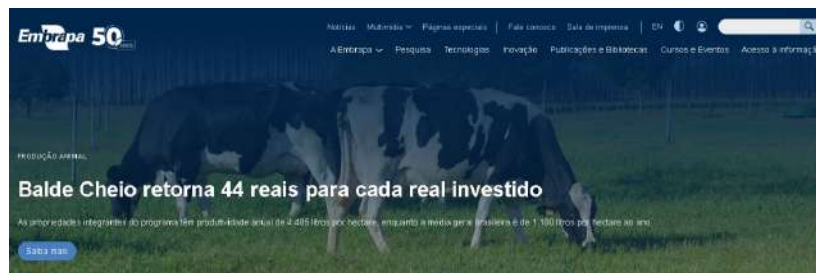 Embrapa 50 anos
Notícias Multimídia Páginas especiais | Fale conosco Sala de imprensa | EN
A Embrapa Pesquisa Tecnologias Inovação Publicações e Bibliotecas Cursos e Eventos Acesso à informaçã
PRODUÇÃO ANIMAL
Balde Cheio retorna 44 reais para cada real investido
As propriedades integrantes do programa têm produtividade anual de 4.485 litros por hectare, enquanto a média geral brasileira é de 1.100 litros por hectare ao ano
Saiba mais